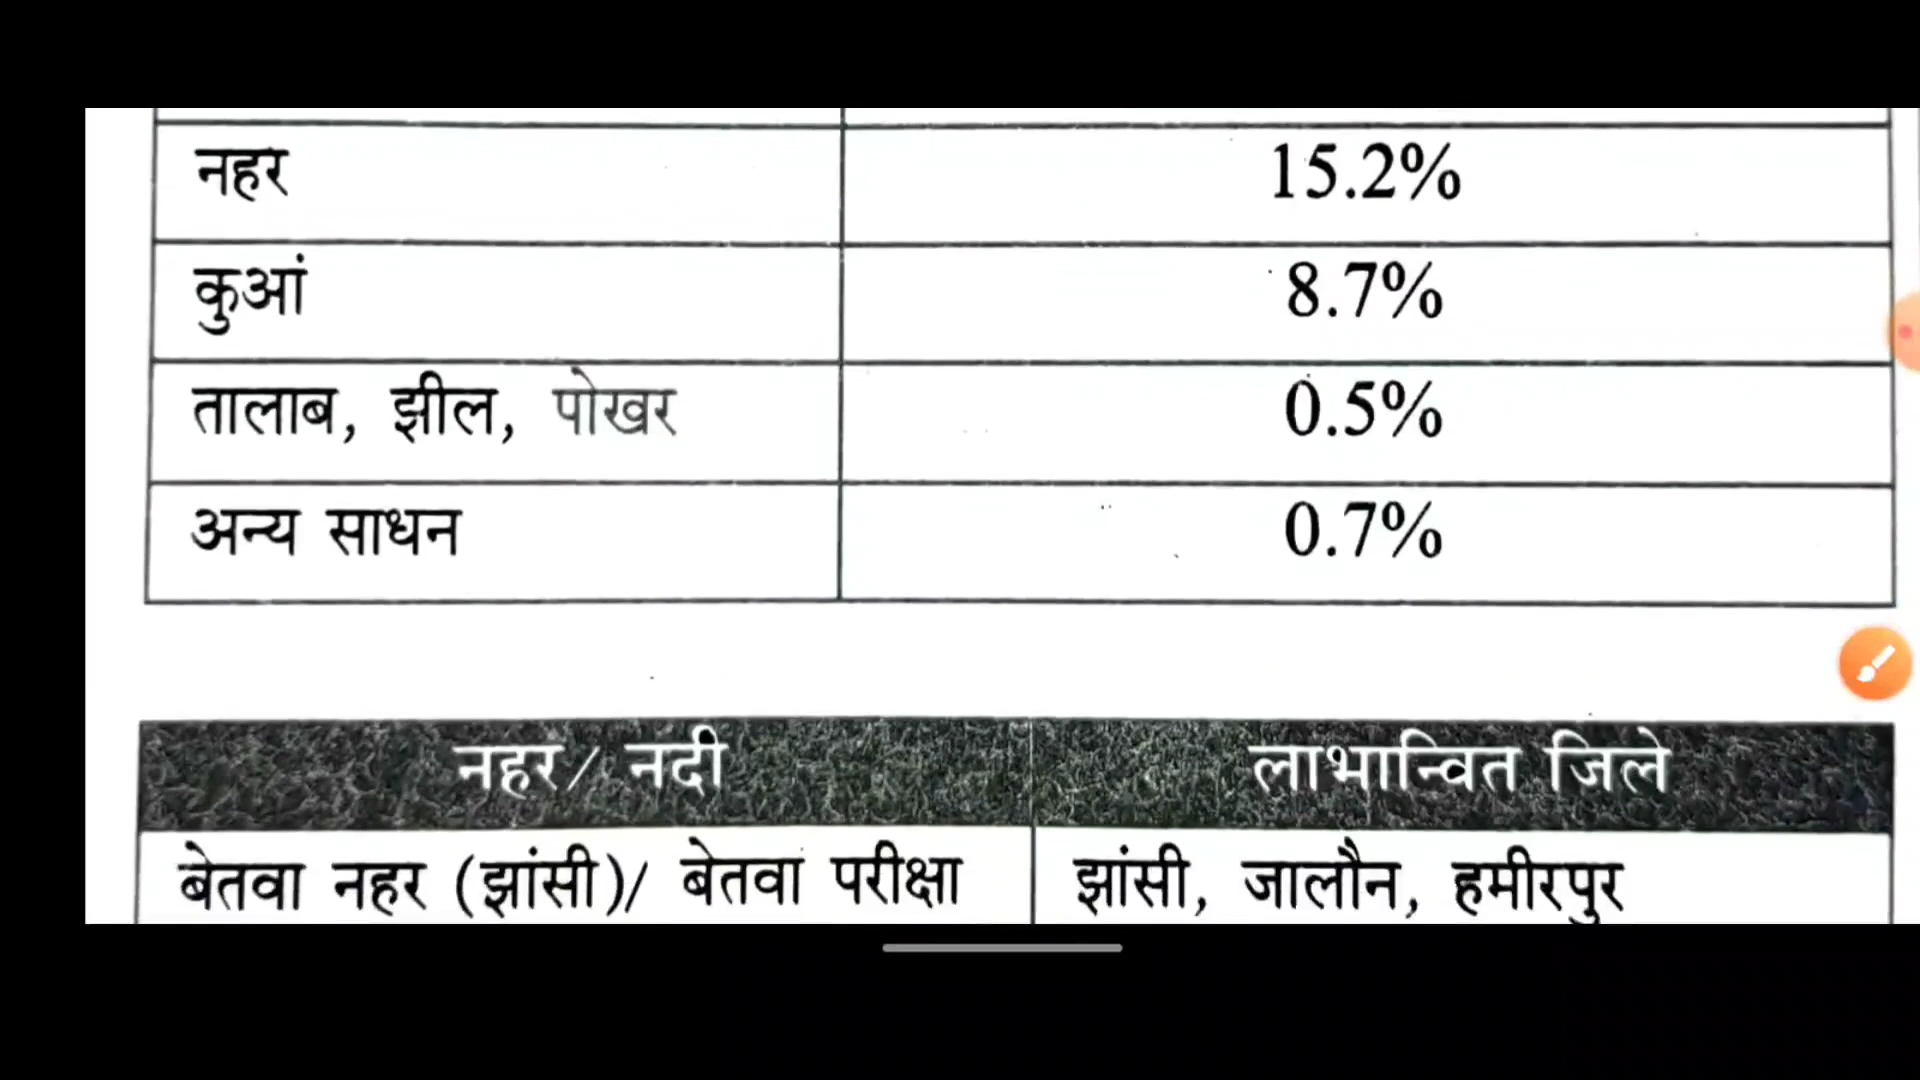 नहर 15.2%
कुआं 8.7%
तालाब, झील, पोखर 0.5%
अन्य साधन 0.7%
नहर/ नदी लाभान्वित जिले
बेतवा नहर (झांसी)/ बेतवा परीक्षा झांसी, जालौन, हमीरपुर